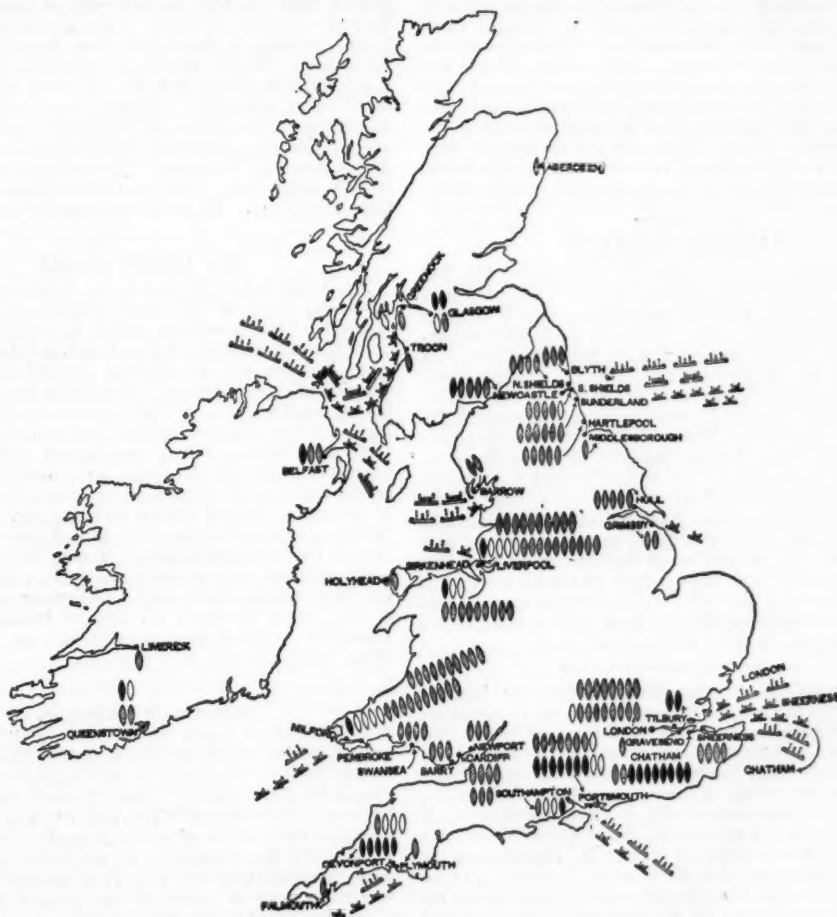 ABERDEEN
GREENOCK
GLASGOW
TROON
BLYTH
N. SHIELDS
S. SHIELDS
NEWCASTLE
SUNDERLAND
HARTLEPOOL
MIDDLESBOROUGH
BELFAST
BARROW
HULL
GRIMSBY
BIRKENHEAD
LIVERPOOL
HOLYHEAD
LIMERICK
QUEENSTOWN
MILFORD
PEMBROKE
SWANSEA
BARRY
NEWPORT
CARDIFF
LONDON
SHEERNESS
TILBURY
LONDON
GRAVESEND
SHEERNESS
CHATHAM
CHATHAM
SOUTHAMPTON
PORTSMOUTH
DEVONPORT
PLYMOUTH
FALMOUTH